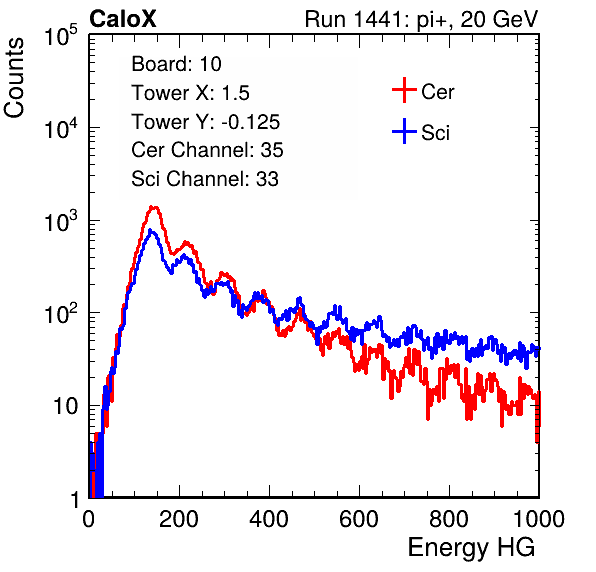 CaloX Run 1441: pi+, 20 GeV
Counts
10^5
10^4
10^3
10^2
10
1
Board: 10
Tower X: 1.5
Tower Y: -0.125
Cer Channel: 35
Sci Channel: 33
Cer
Sci
0 200 400 600 800 1000
Energy HG